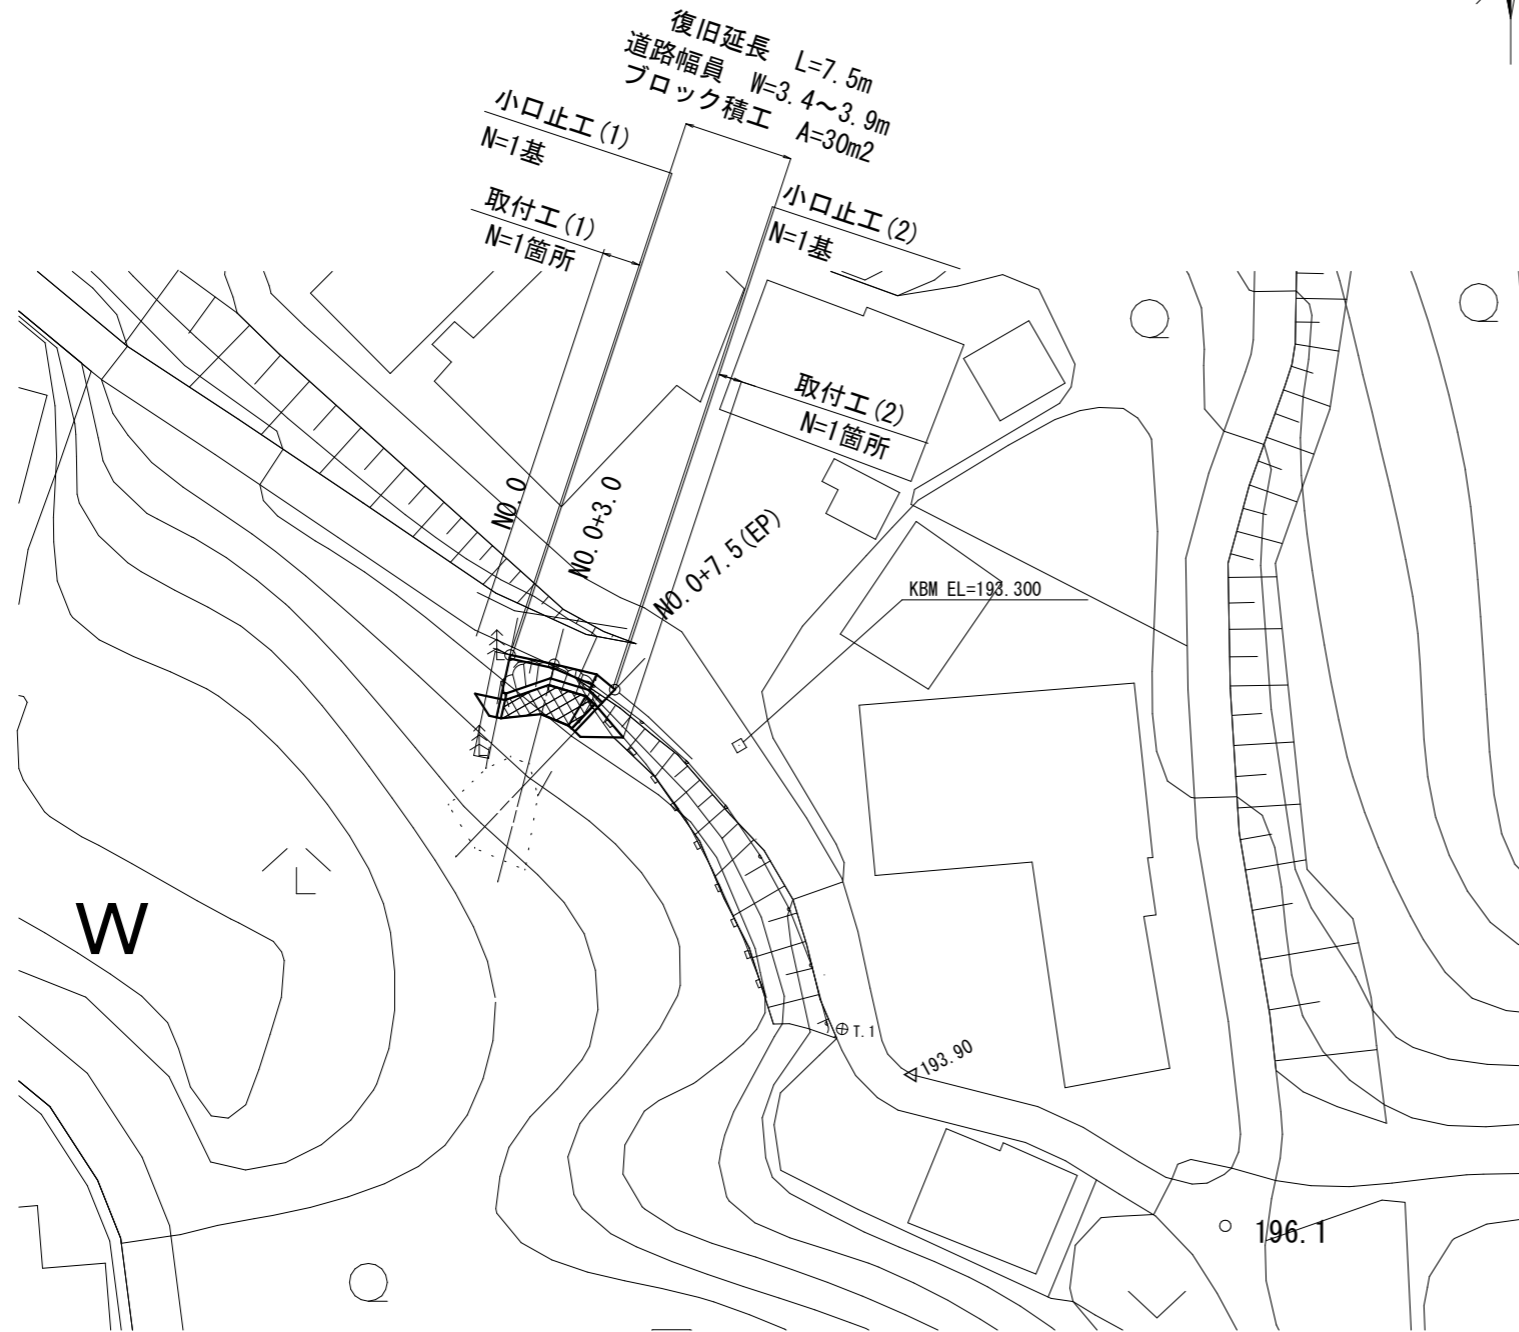 復旧延長 L=7.5m
道路幅員 W=3.4～3.9m
ブロック積工 A=30m2
小口止工(1)
N=1基
取付工(1)
N=1箇所
小口止工(2)
N=1基
取付工(2)
N=1箇所
NO.0
NO.0+3.0
NO.0+7.5(EP)
KBM EL=193.300
W
T.1
193.90
196.1